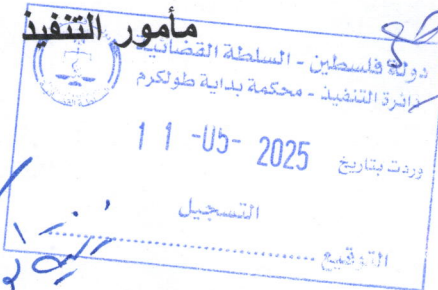 مأمور التنفيذ
دولة فلسطين - السلطة القضائية
دائرة التنفيذ - محكمة بداية طولكرم
وردت بتاريخ 11 -05- 2025
التسجيل
التوقيع ..............................